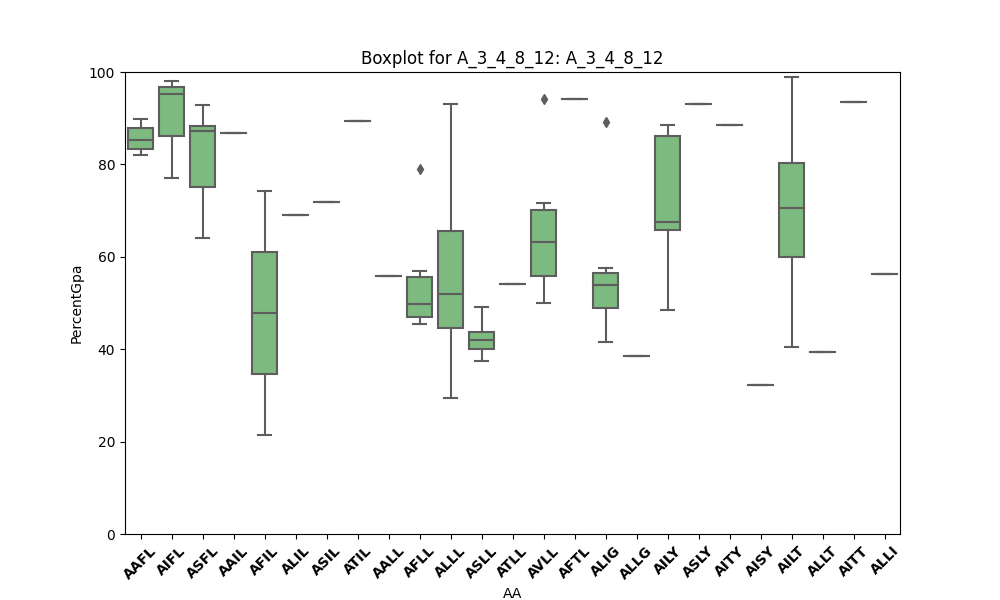 Boxplot for A_3_4_8_12: A_3_4_8_12
PercentGpa
100
80
60
40
20
0
AAFL AIFL ASFL AAIL AFIL ALIL ASIL ATIL AALL AFLL ALLL ASLL ATLL AVLL AFTL ALIG ALLG AILY ASLY AITY AISY AILT ALLT AITT ALLI
AA